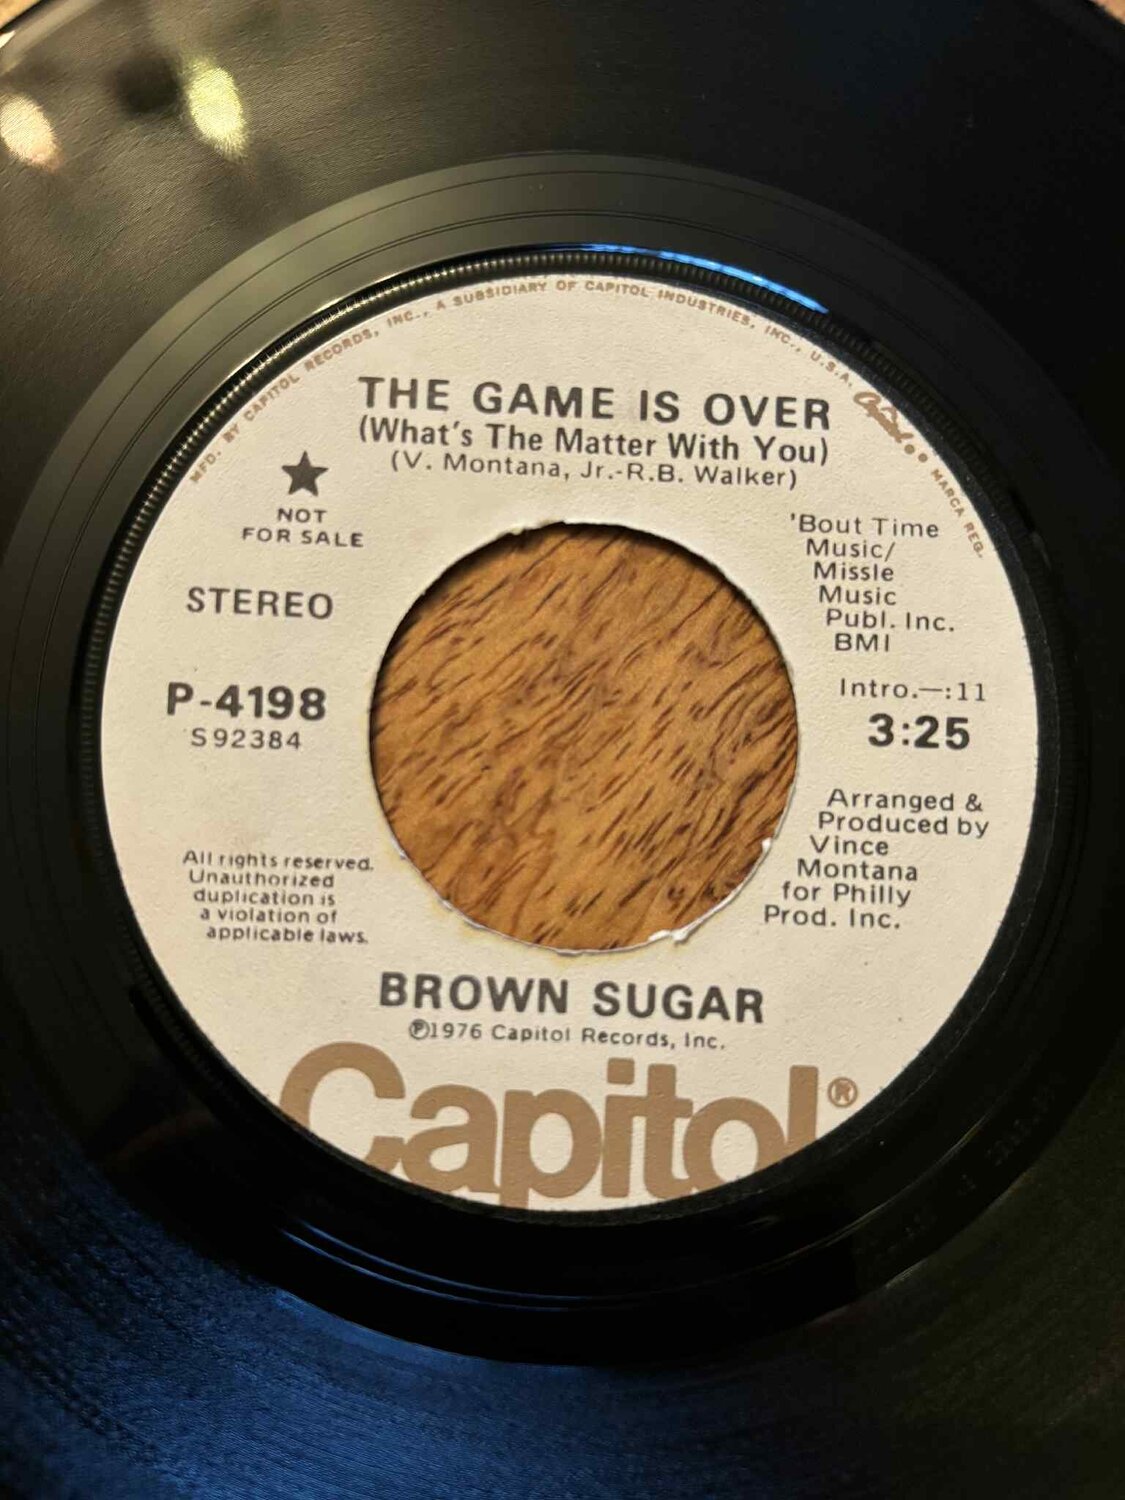 MFD. BY CAPITOL RECORDS, INC., A SUBSIDIARY OF CAPITOL INDUSTRIES, INC., U.S.A. Capitol ® • MARCA REG.
THE GAME IS OVER
(What's The Matter With You)
(V. Montana, Jr.-R.B. Walker)
★
NOT
FOR SALE
STEREO
P-4198
S92384
All rights reserved.
Unauthorized
duplication is
a violation of
applicable laws.
'Bout Time
Music/
Missle
Music
Publ. Inc.
BMI
Intro.—:11
3:25
Arranged &
Produced by
Vince
Montana
for Philly
Prod. Inc.
BROWN SUGAR
℗1976 Capitol Records, Inc.
Capitol®